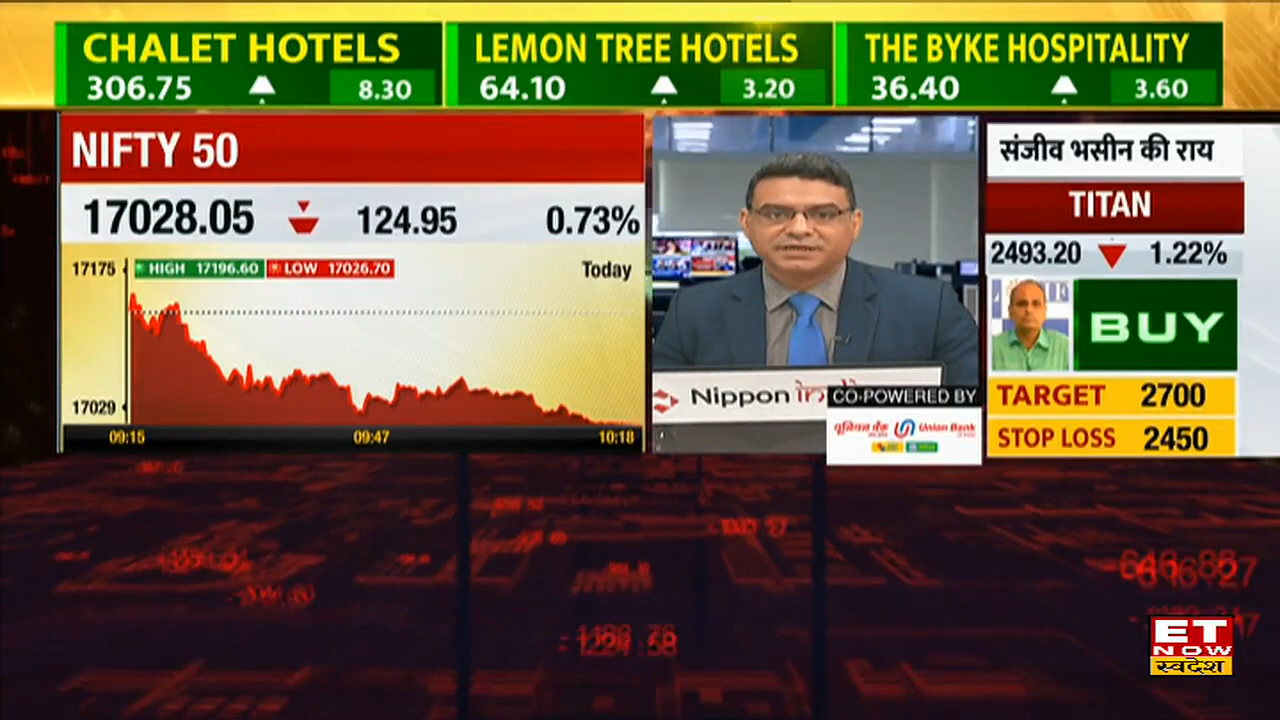 CHALET HOTELS
306.75 8.30
LEMON TREE HOTELS
64.10 3.20
THE BYKE HOSPITALITY
36.40 3.60
NIFTY 50
17028.05 124.95 0.73%
17175 HIGH 17196.60 LOW 17026.70 Today
17029
09:15 09:47 10:18
Nippon
CO-POWERED BY
यूनियन बैंक Union Bank
संजीव भसीन की राय
TITAN
2493.20 1.22%
BUY
TARGET 2700
STOP LOSS 2450
ET
NOW
स्वदेश